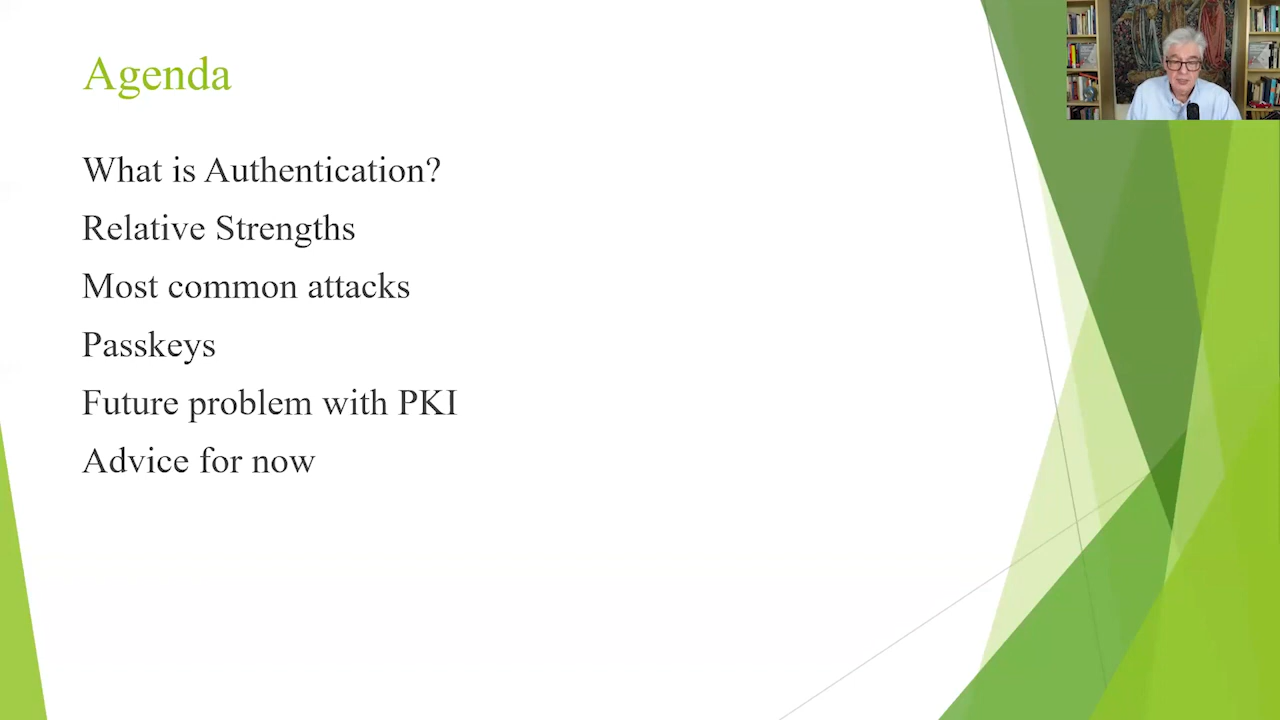 Agenda
What is Authentication?
Relative Strengths
Most common attacks
Passkeys
Future problem with PKI
Advice for now